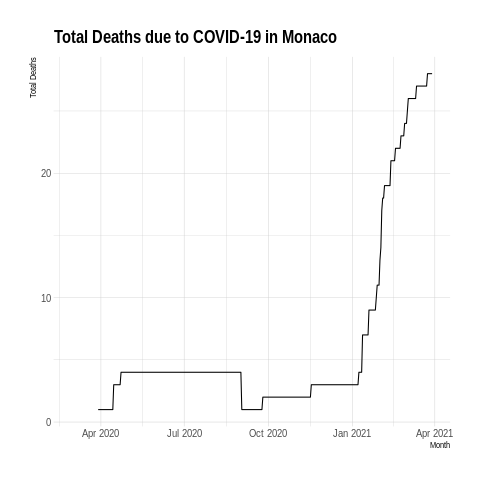 Total Deaths due to COVID-19 in Monaco
Total Deaths
20
10
0
Apr 2020 Jul 2020 Oct 2020 Jan 2021 Apr 2021
Month